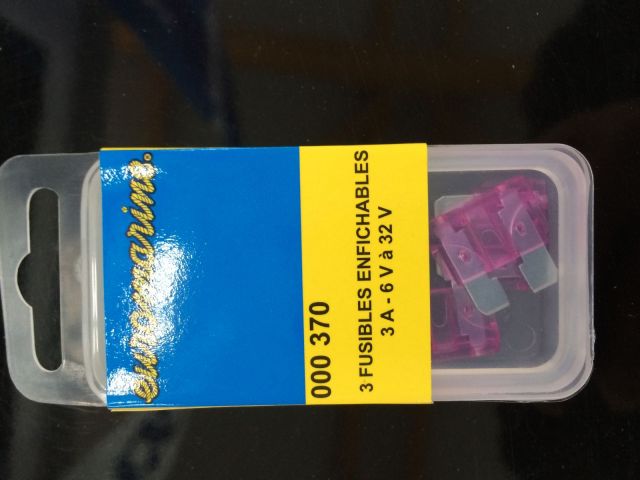 euromarine.
000 370
3 FUSIBLES ENFICHABLES
3 A - 6 V à 32 V